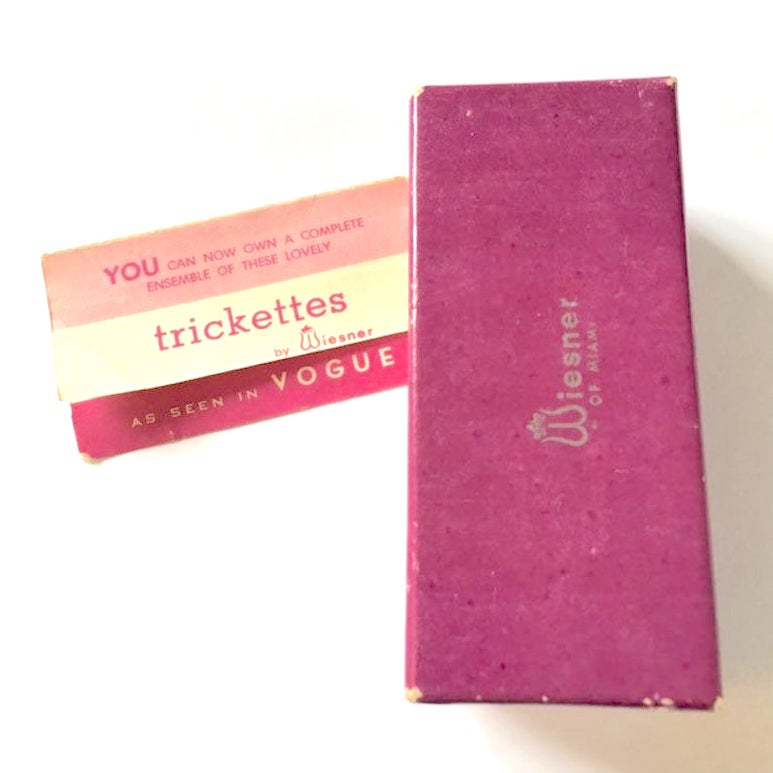 YOU CAN NOW OWN A COMPLETE
ENSEMBLE OF THESE LOVELY
trickettes
by Wiesner
AS SEEN IN VOGUE
Wiesner
OF MIAMI